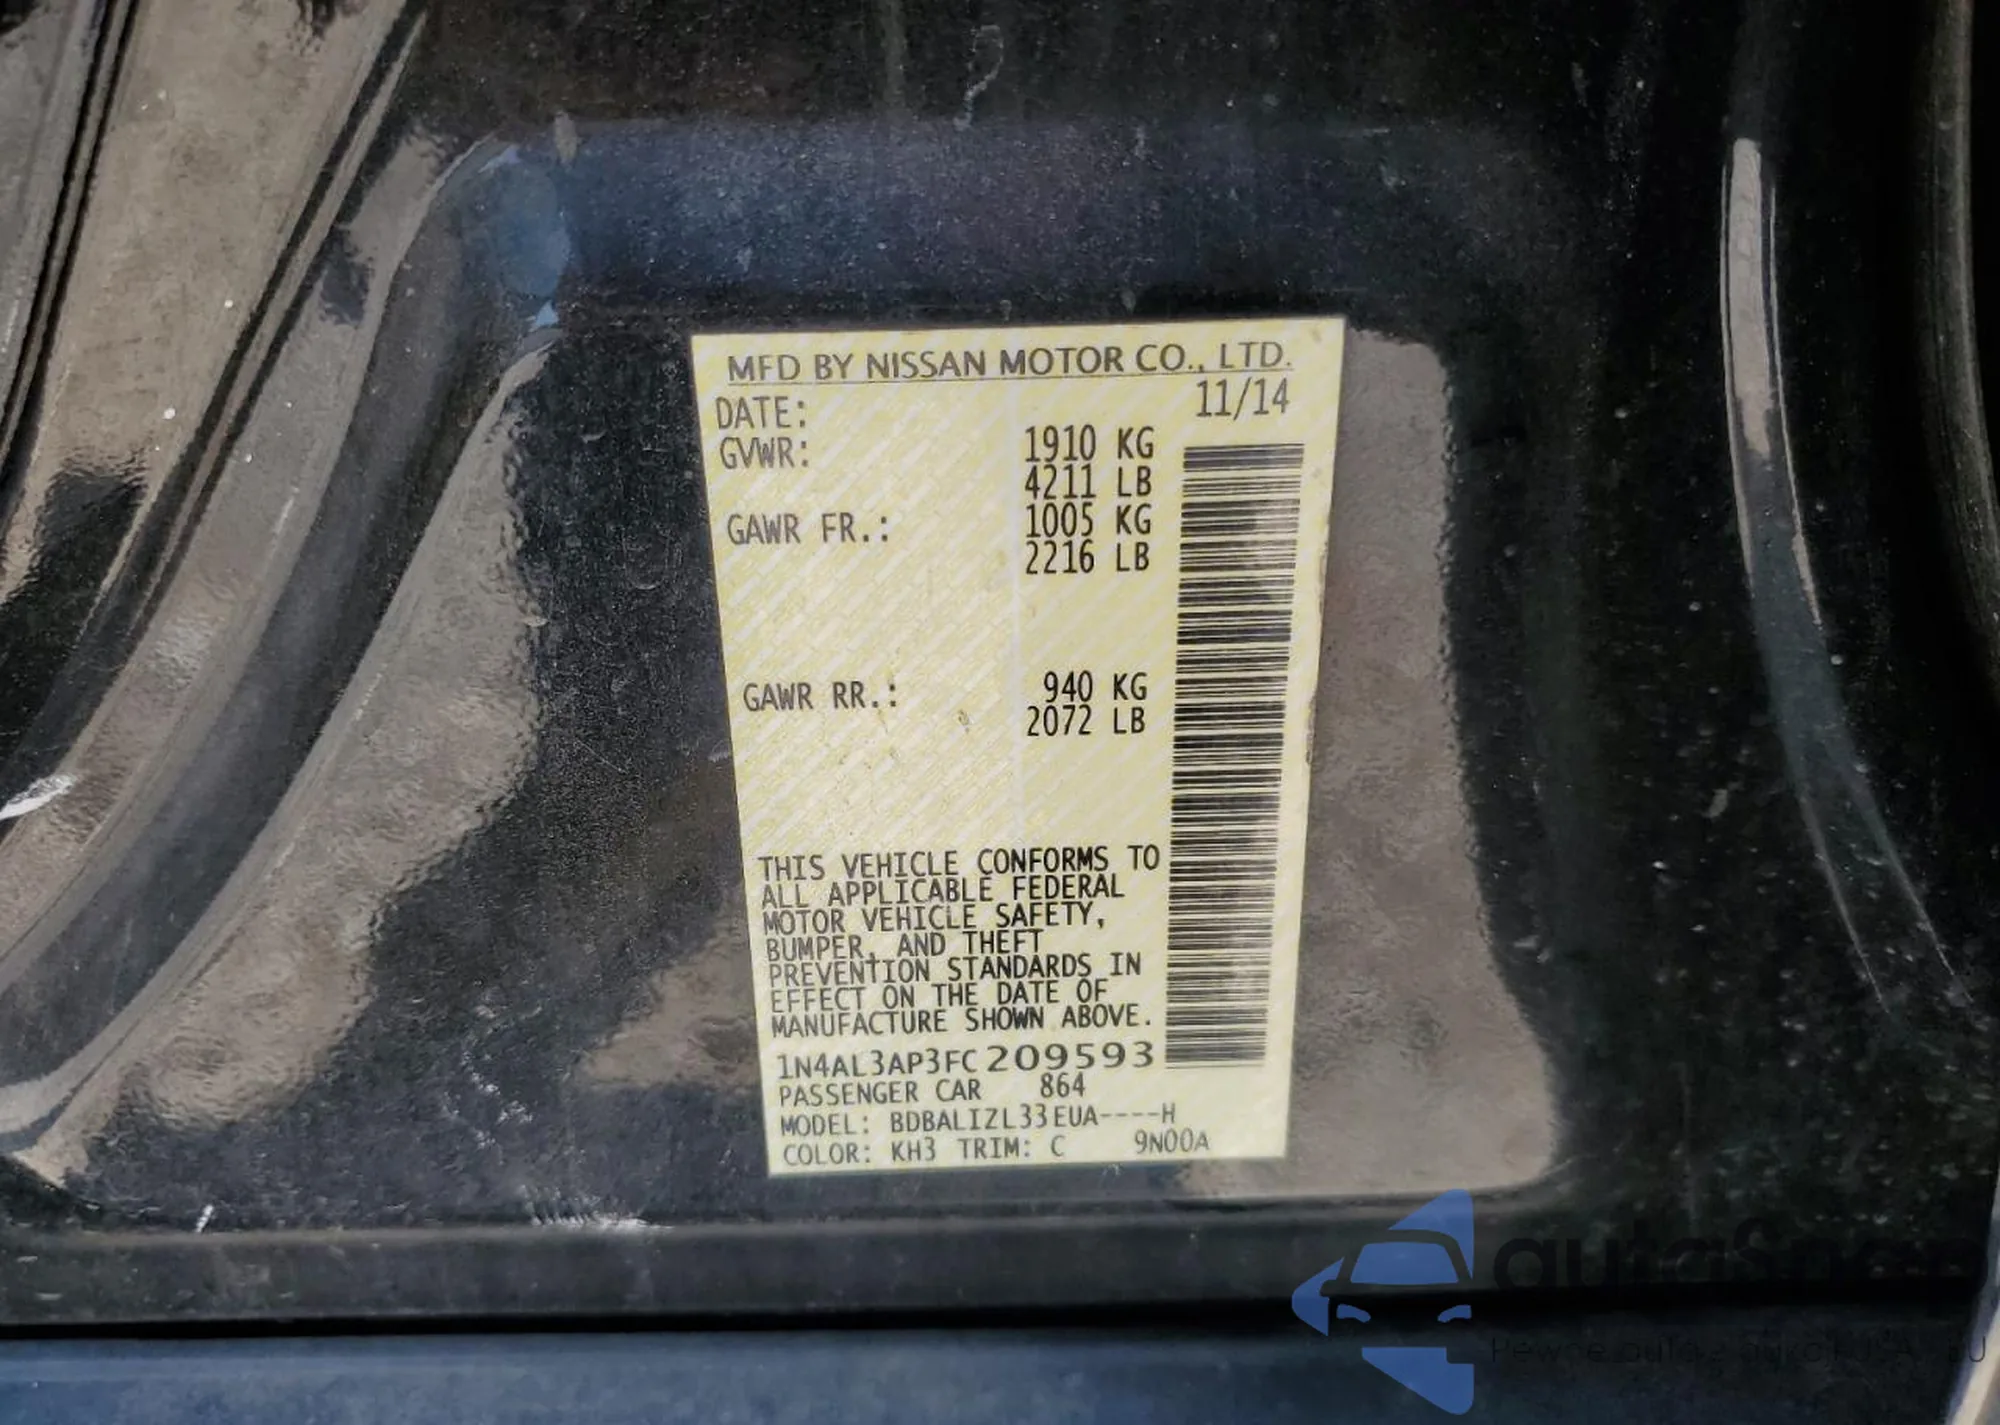 MFD BY NISSAN MOTOR CO., LTD.
DATE: 11/14
GVWR: 1910 KG
4211 LB
GAWR FR.: 1005 KG
2216 LB
GAWR RR.: 940 KG
2072 LB
THIS VEHICLE CONFORMS TO
ALL APPLICABLE FEDERAL
MOTOR VEHICLE SAFETY,
BUMPER, AND THEFT
PREVENTION STANDARDS IN
EFFECT ON THE DATE OF
MANUFACTURE SHOWN ABOVE.
1N4AL3AP3FC209593
PASSENGER CAR 864
MODEL: BDBALIZL33EUA----H
COLOR: KH3 TRIM: C 9N00A